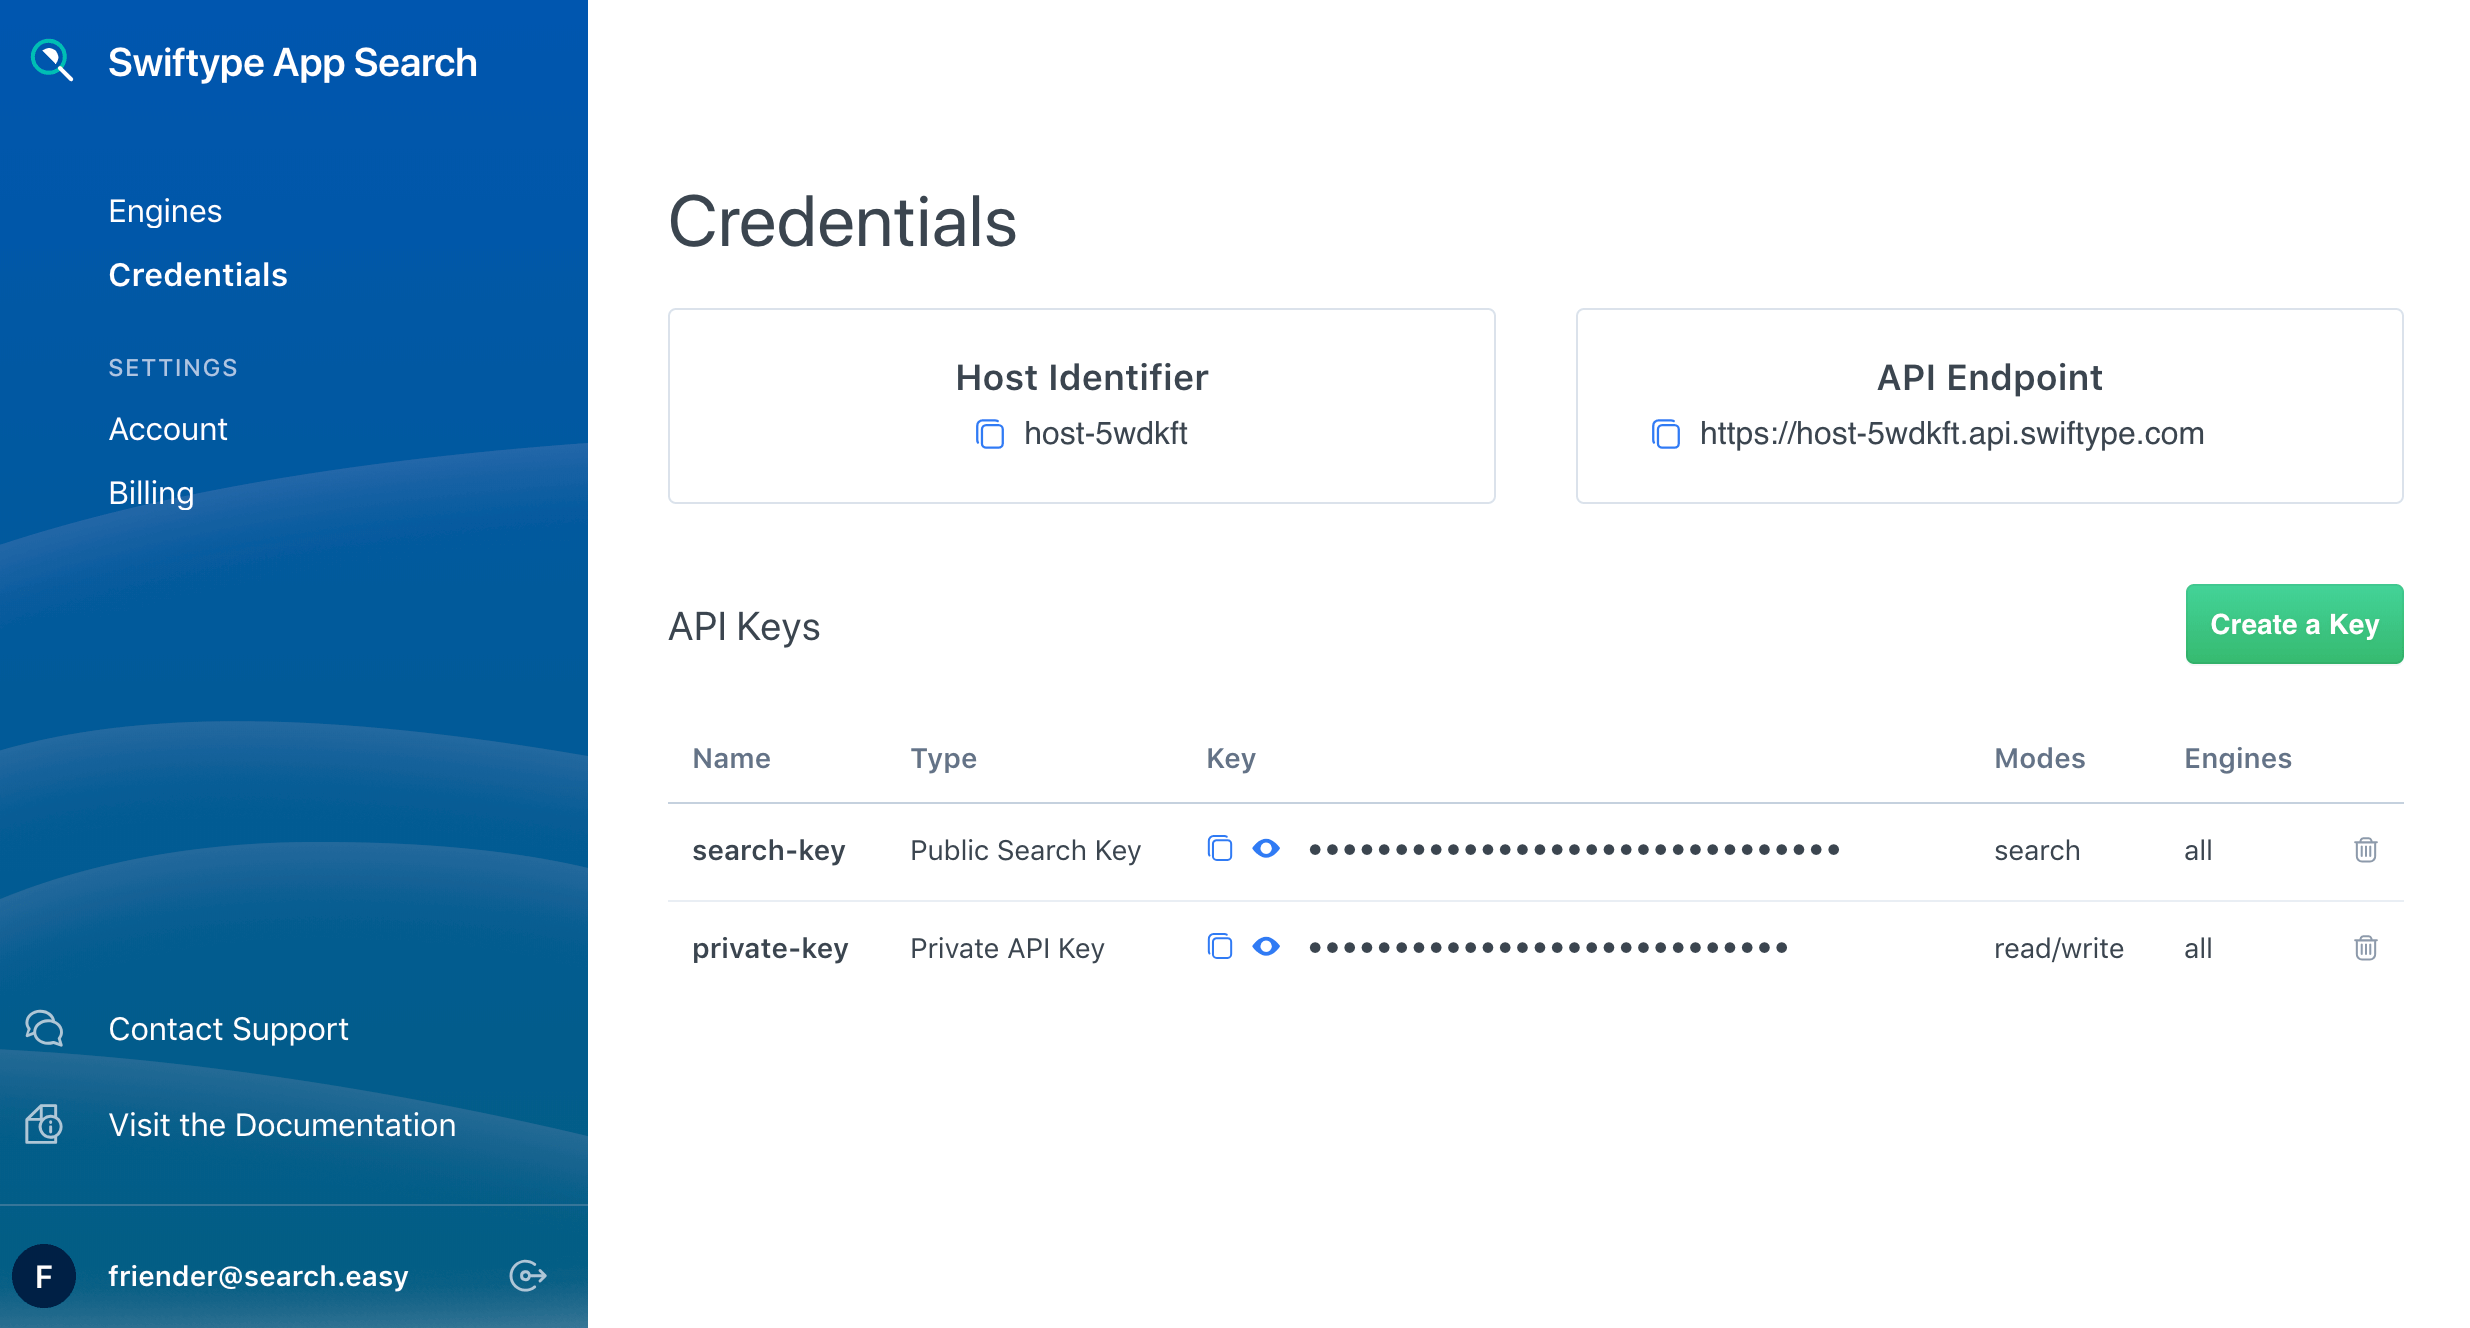 Swiftype App Search
Engines
Credentials
SETTINGS
Account
Billing
Contact Support
Visit the Documentation
F friender@search.easy
Credentials
Host Identifier
host-5wdkft
API Endpoint
https://host-5wdkft.api.swiftype.com
API Keys
Create a Key
Name Type Key Modes Engines
search-key Public Search Key ••••••••••••••••••••••••••••••• search all
private-key Private API Key •••••••••••••••••••••••••••• read/write all